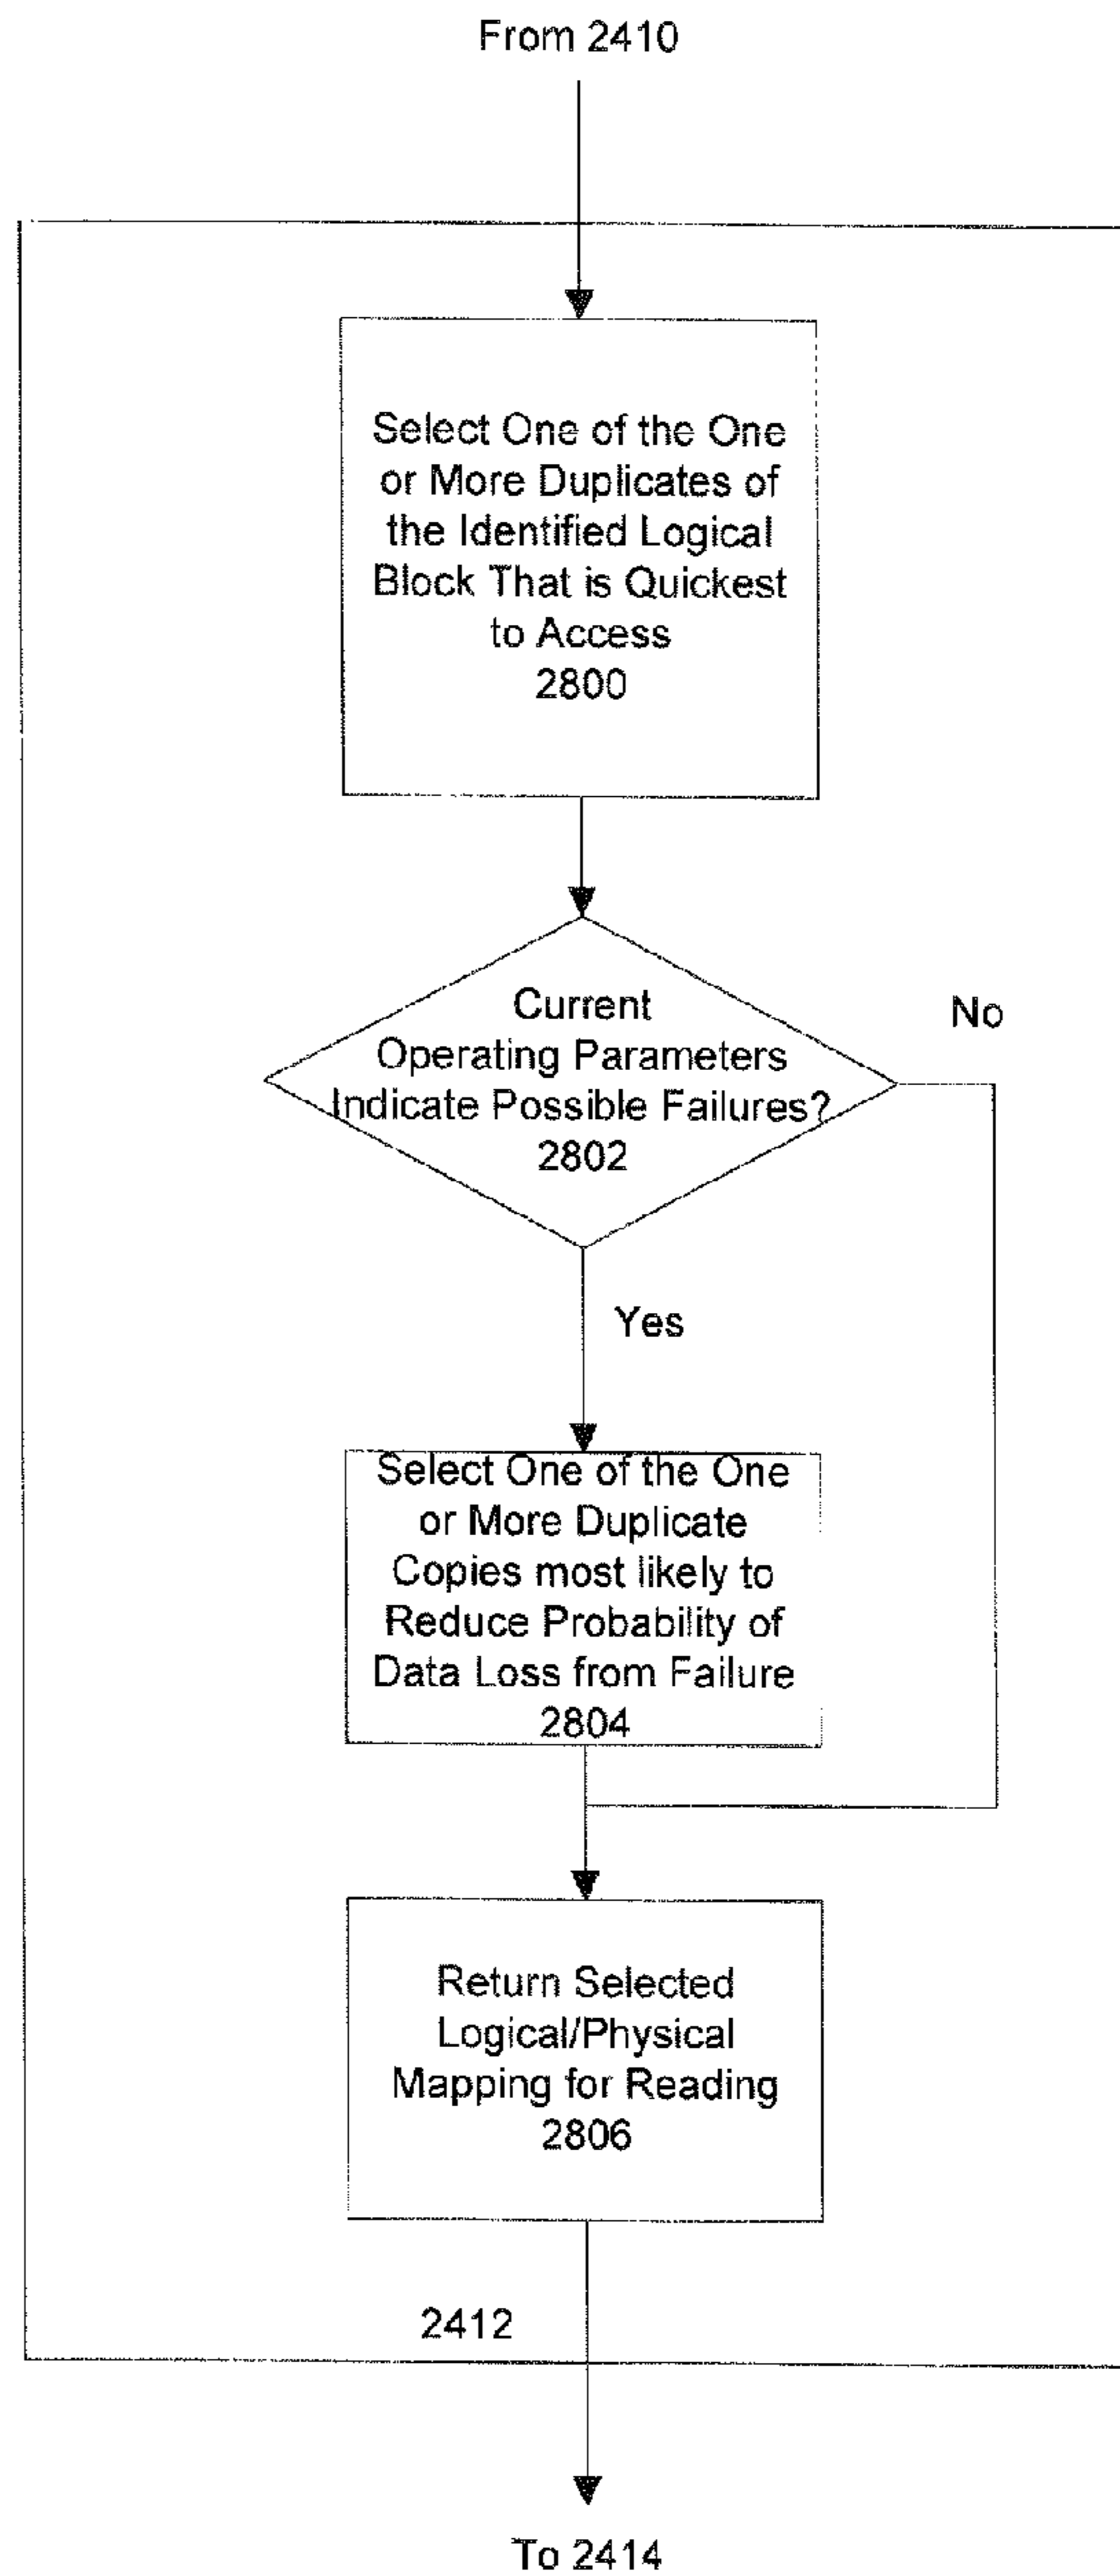 From 2410
Select One of the One
or More Duplicates of
the Identified Logical
Block That is Quickest
to Access
2800
Current
Operating Parameters
Indicate Possible Failures?
2802
No
Yes
Select One of the One
or More Duplicate
Copies most likely to
Reduce Probability of
Data Loss from Failure
2804
Return Selected
Logical/Physical
Mapping for Reading
2806
2412
To 2414